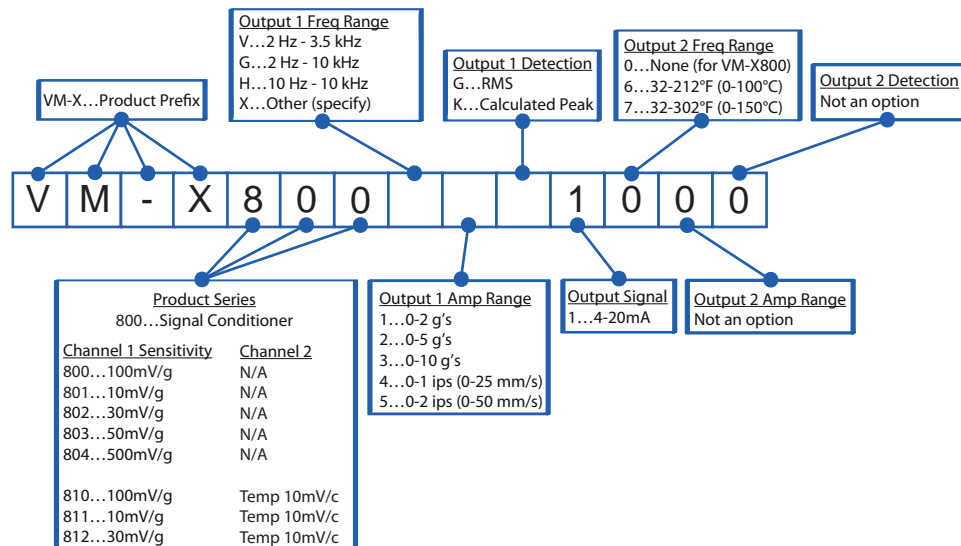 VM-X...Product Prefix
Output 1 Freq Range
V...2 Hz - 3.5 kHz
G...2 Hz - 10 kHz
H...10 Hz - 10 kHz
X...Other (specify)
Output 1 Detection
G...RMS
K...Calculated Peak
Output 2 Freq Range
0...None (for VM-X800)
6...32-212°F (0-100°C)
7...32-302°F (0-150°C)
Output 2 Detection
Not an option
V M - X 8 0 0 1 0 0 0
Product Series
800...Signal Conditioner
Channel 1 Sensitivity Channel 2
800...100mV/g N/A
801...10mV/g N/A
802...30mV/g N/A
803...50mV/g N/A
804...500mV/g N/A
810...100mV/g Temp 10mV/c
811...10mV/g Temp 10mV/c
812...30mV/g Temp 10mV/c
Output 1 Amp Range
1...0-2 g's
2...0-5 g's
3...0-10 g's
4...0-1 ips (0-25 mm/s)
5...0-2 ips (0-50 mm/s)
Output Signal
1...4-20mA
Output 2 Amp Range
Not an option